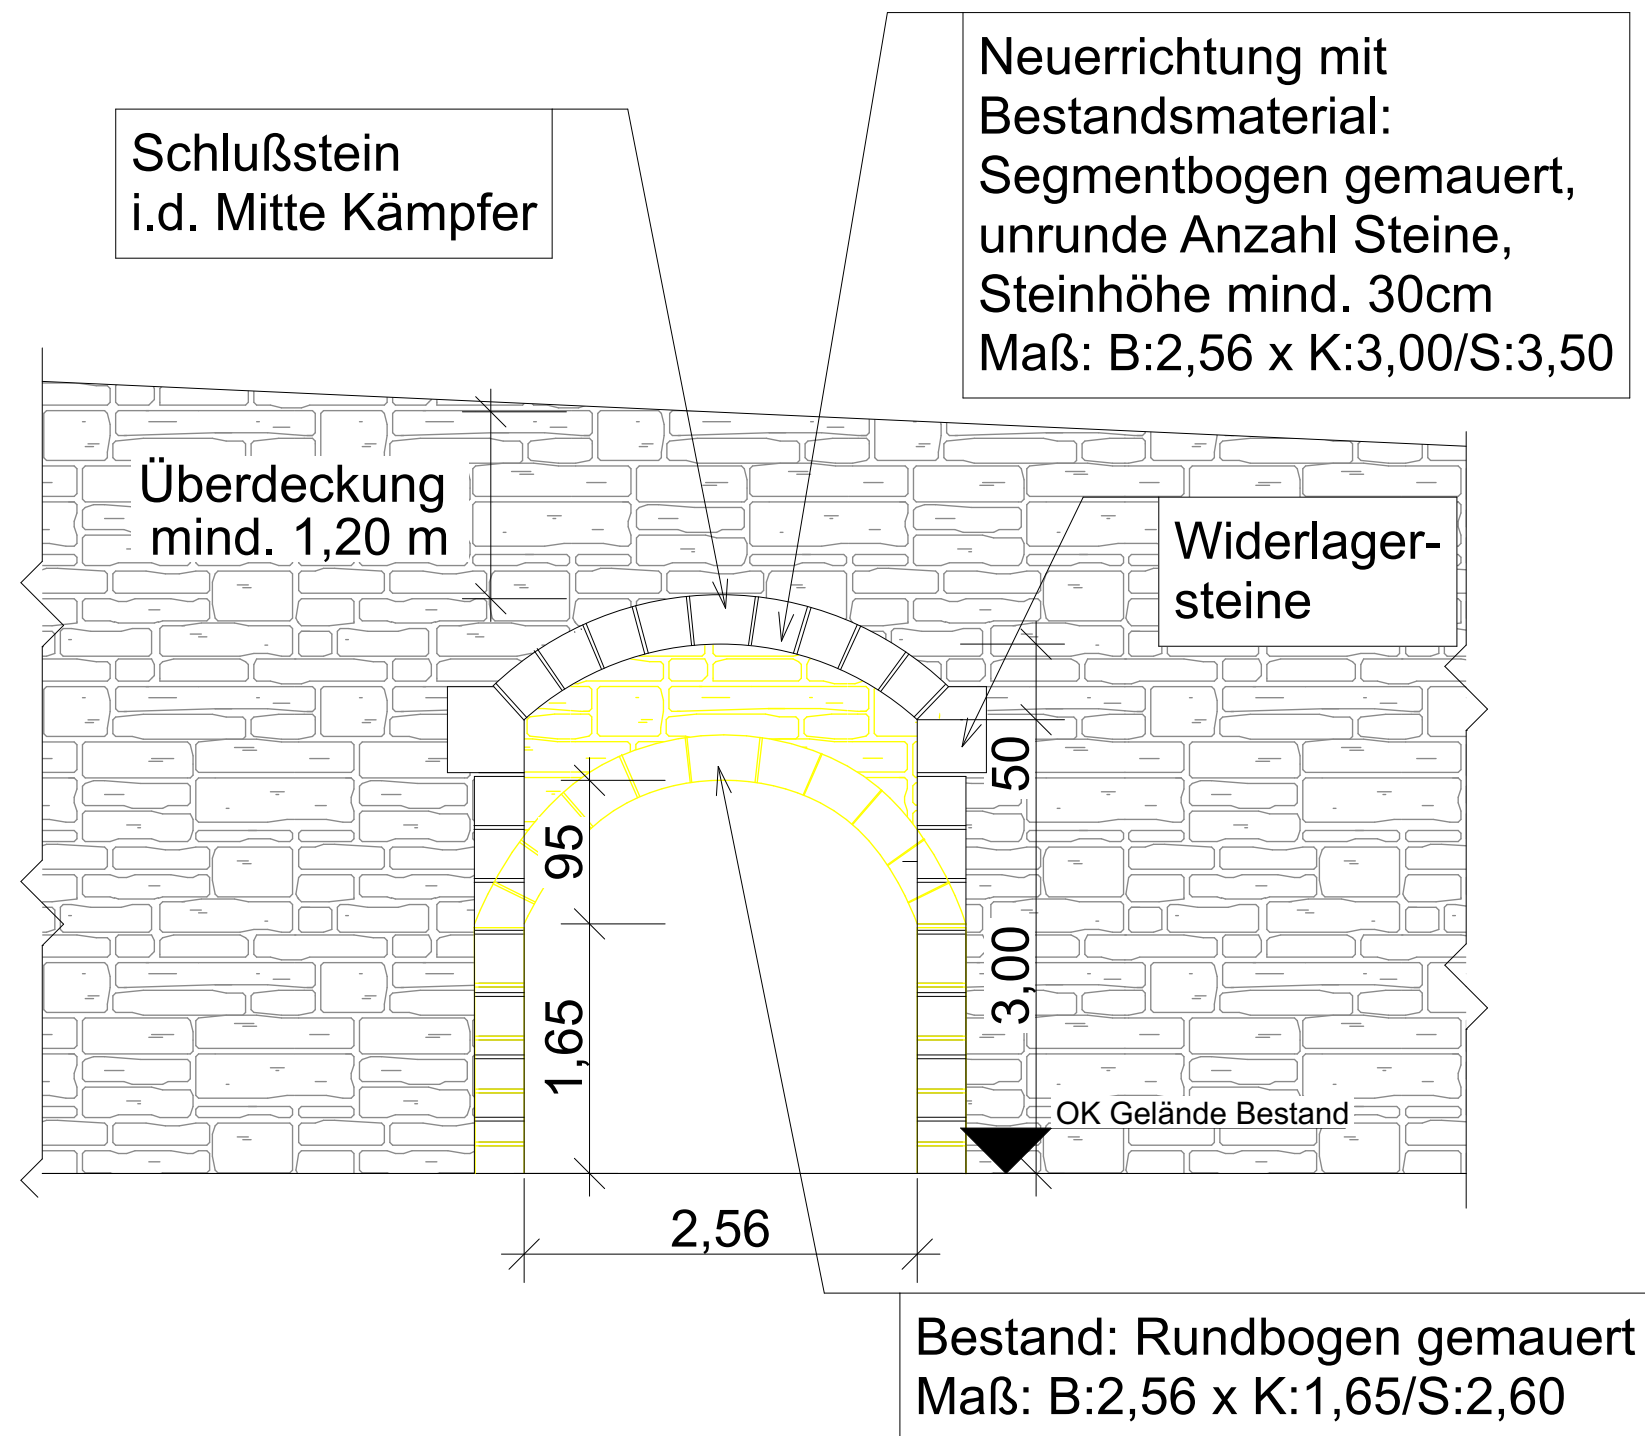 Neuerrichtung mit
Bestandsmaterial:
Segmentbogen gemauert,
unrunde Anzahl Steine,
Steinhöhe mind. 30cm
Maß: B:2,56 x K:3,00/S:3,50
Schlußstein
i.d. Mitte Kämpfer
Überdeckung
mind. 1,20 m
Widerlager-
steine
50
95
3,00
1,65
OK Gelände Bestand
2,56
Bestand: Rundbogen gemauert
Maß: B:2,56 x K:1,65/S:2,60